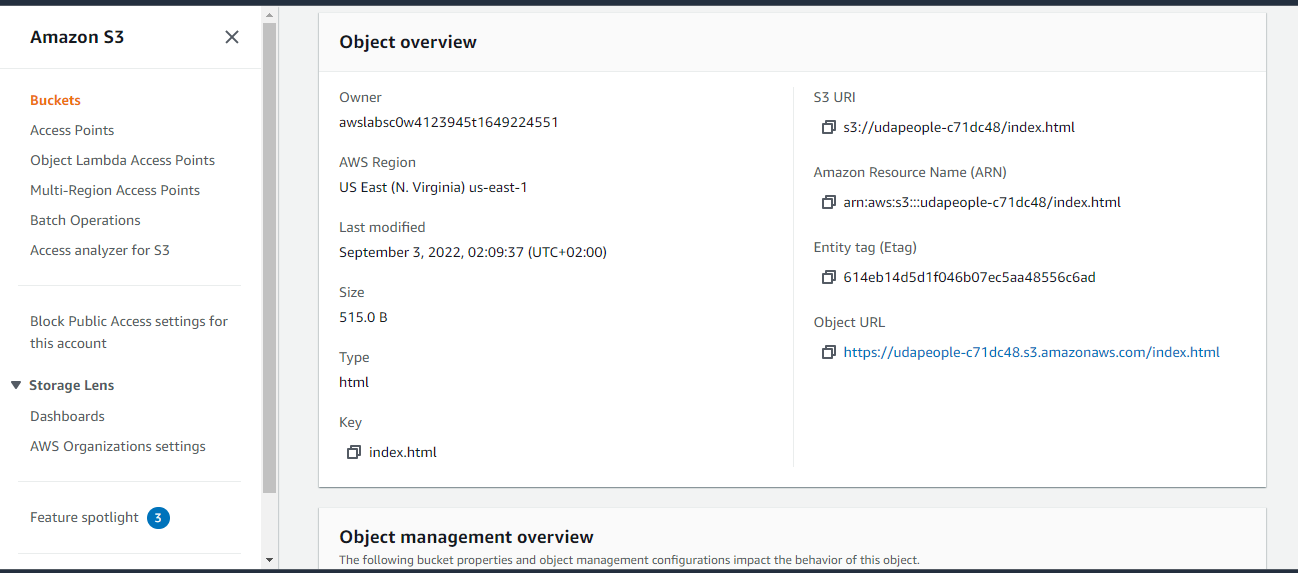 Amazon S3
Buckets
Access Points
Object Lambda Access Points
Multi-Region Access Points
Batch Operations
Access analyzer for S3
Block Public Access settings for
this account
Storage Lens
Dashboards
AWS Organizations settings
Feature spotlight 3
Object overview
Owner
awslabsc0w4123945t1649224551
AWS Region
US East (N. Virginia) us-east-1
Last modified
September 3, 2022, 02:09:37 (UTC+02:00)
Size
515.0 B
Type
html
Key
index.html
S3 URI
s3://udapeople-c71dc48/index.html
Amazon Resource Name (ARN)
arn:aws:s3:::udapeople-c71dc48/index.html
Entity tag (Etag)
614eb14d5d1f046b07ec5aa48556c6ad
Object URL
https://udapeople-c71dc48.s3.amazonaws.com/index.html
Object management overview
The following bucket properties and object management configurations impact the behavior of this object.